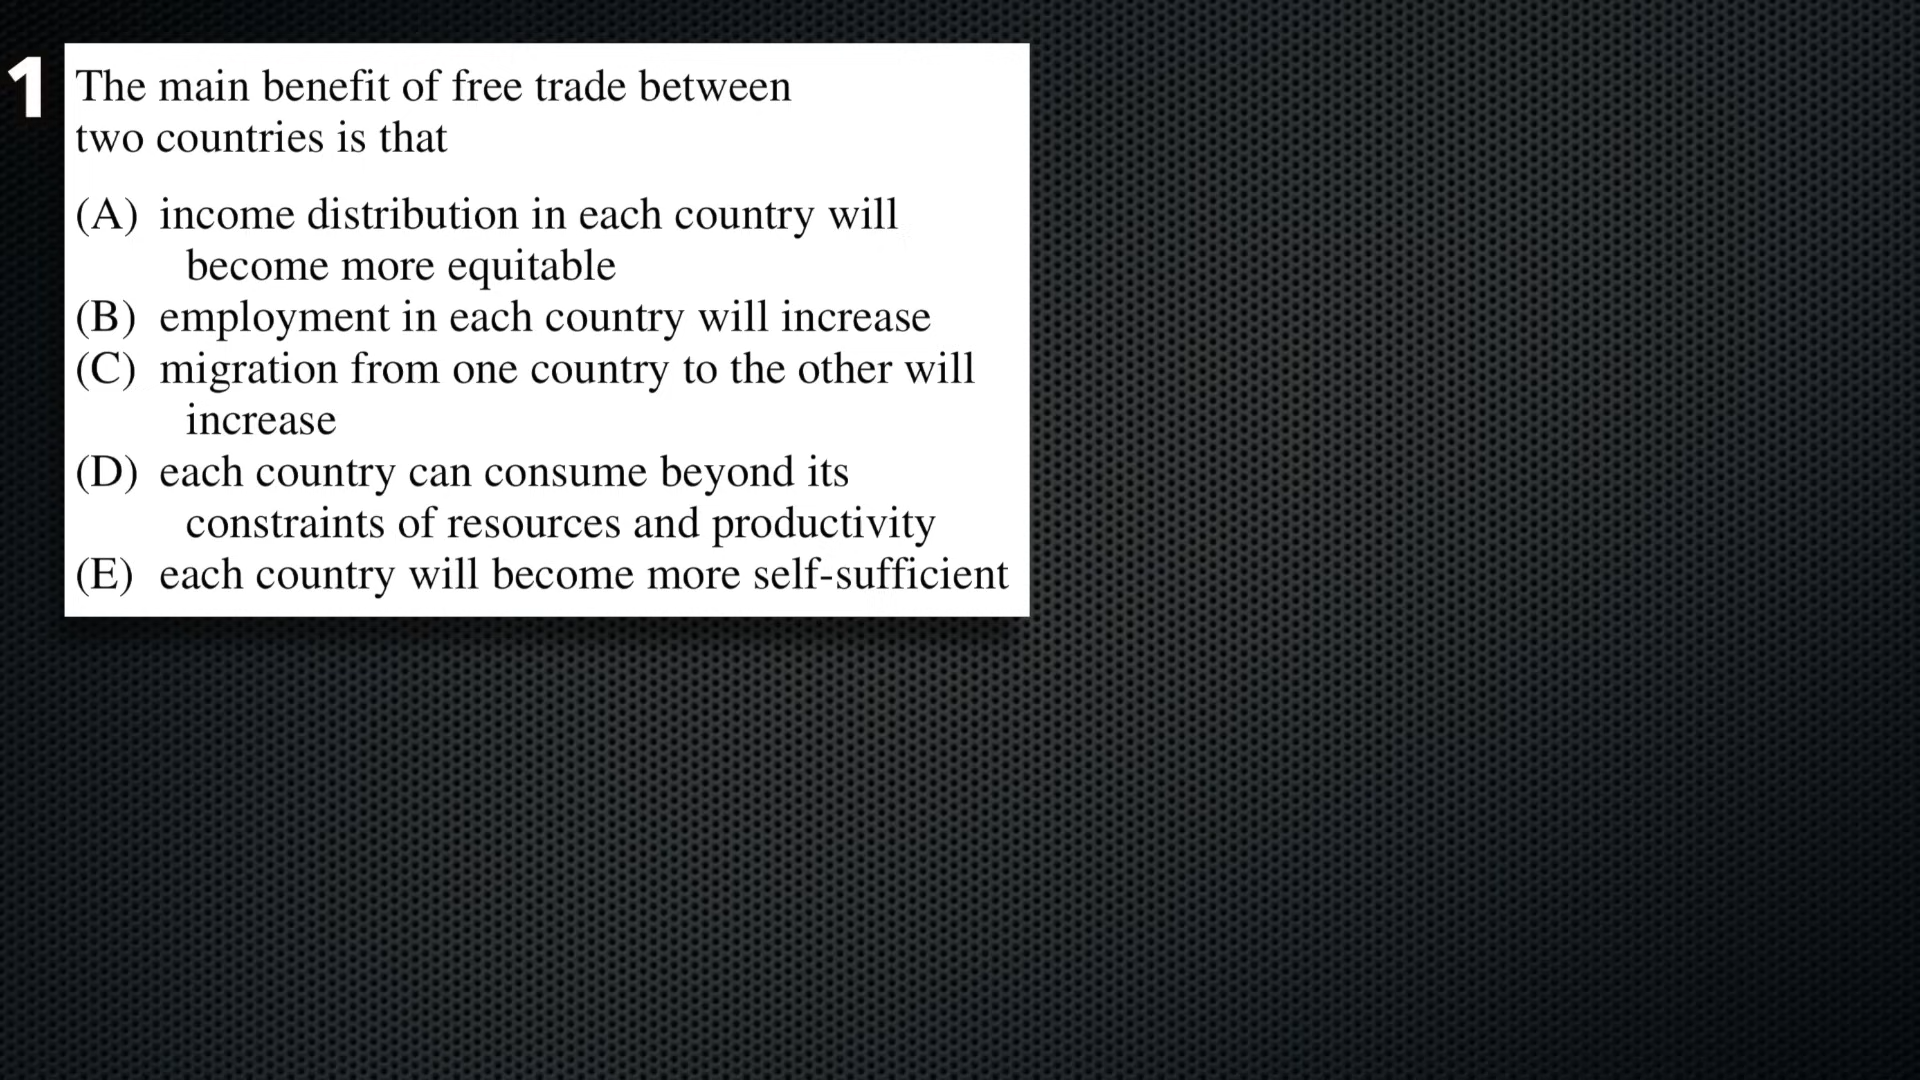 1
The main benefit of free trade between
two countries is that
(A) income distribution in each country will
become more equitable
(B) employment in each country will increase
(C) migration from one country to the other will
increase
(D) each country can consume beyond its
constraints of resources and productivity
(E) each country will become more self-sufficient